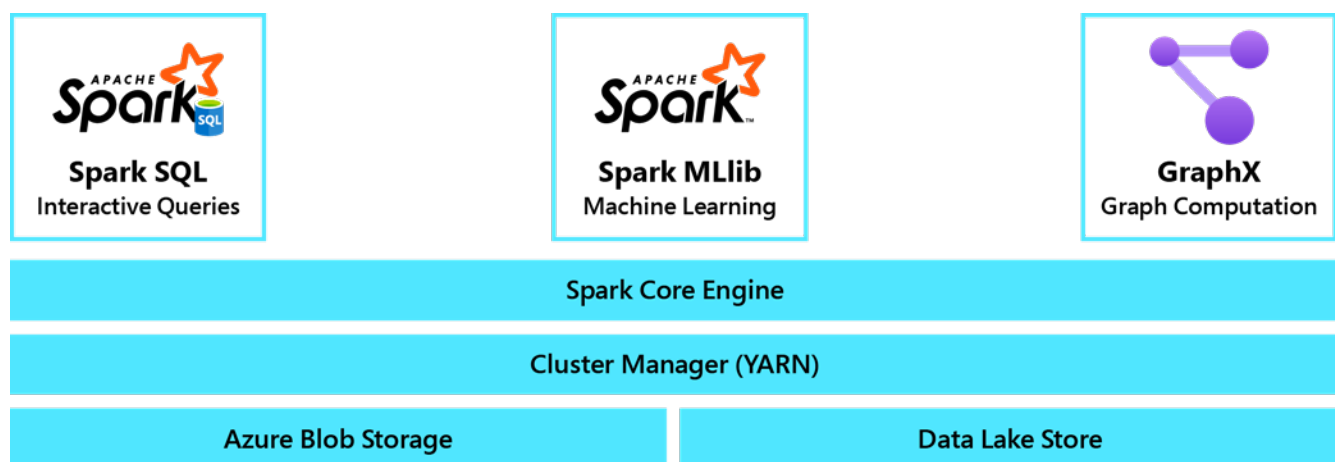 APACHE
Spark
SQL
Spark SQL
Interactive Queries
APACHE
Spark™
Spark MLlib
Machine Learning
GraphX
Graph Computation
Spark Core Engine
Cluster Manager (YARN)
Azure Blob Storage
Data Lake Store